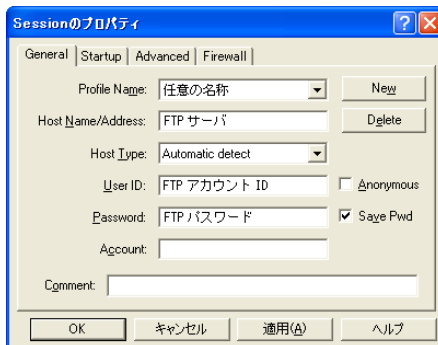 Sessionのプロパティ
General Startup Advanced Firewall
Profile Name: 任意の名称 New
Host Name/Address: FTP サーバ Delete
Host Type: Automatic detect
User ID: FTP アカウント ID Anonymous
Password: FTP パスワード Save Pwd
Account:
Comment:
OK キャンセル 適用(A) ヘルプ